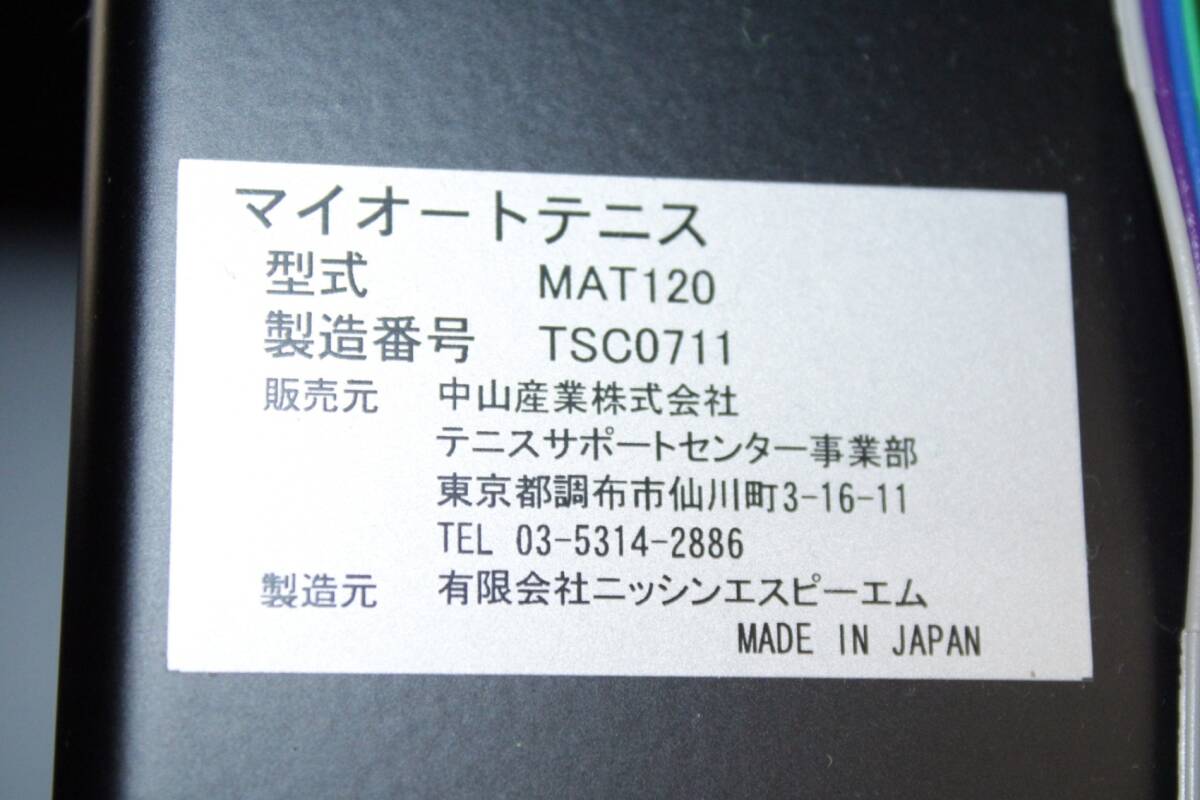 マイオートテニス
型式 MAT120
製造番号 TSC0711
販売元 中山産業株式会社
テニスサポートセンター事業部
東京都調布市仙川町3-16-11
TEL 03-5314-2886
製造元 有限会社ニッシンエスピーエム
MADE IN JAPAN